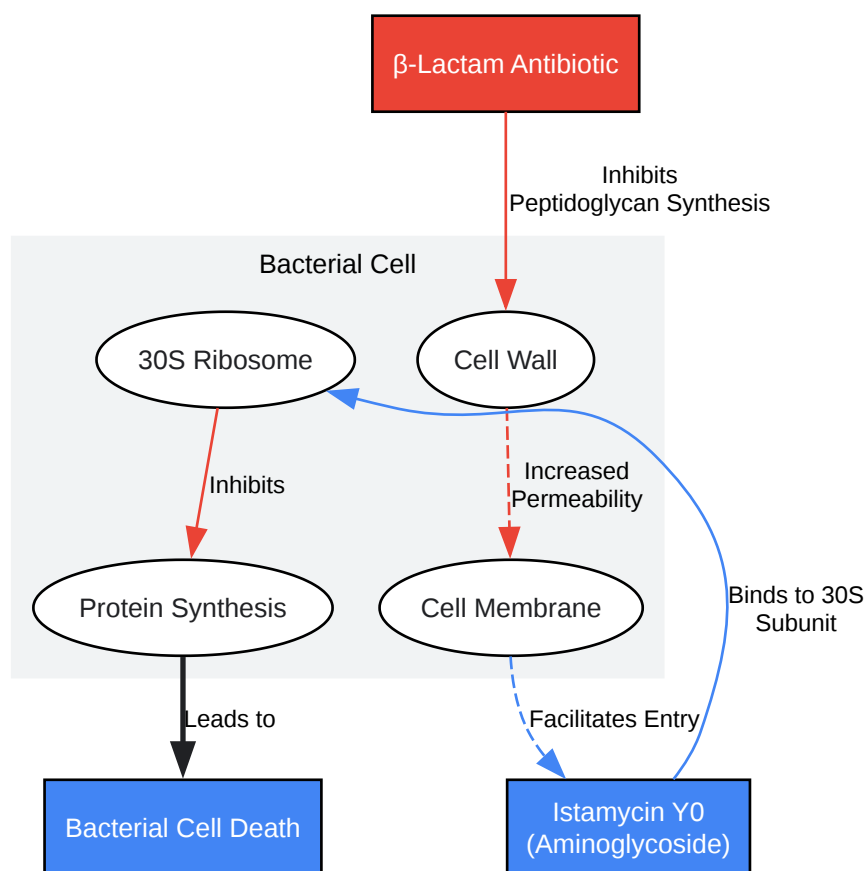 β-Lactam Antibiotic
Inhibits
Peptidoglycan Synthesis
Bacterial Cell
30S Ribosome
Cell Wall
Inhibits
Increased
Permeability
Protein Synthesis
Cell Membrane
Binds to 30S
Subunit
Leads to
Facilitates Entry
Bacterial Cell Death
Istamycin Y0
(Aminoglycoside)